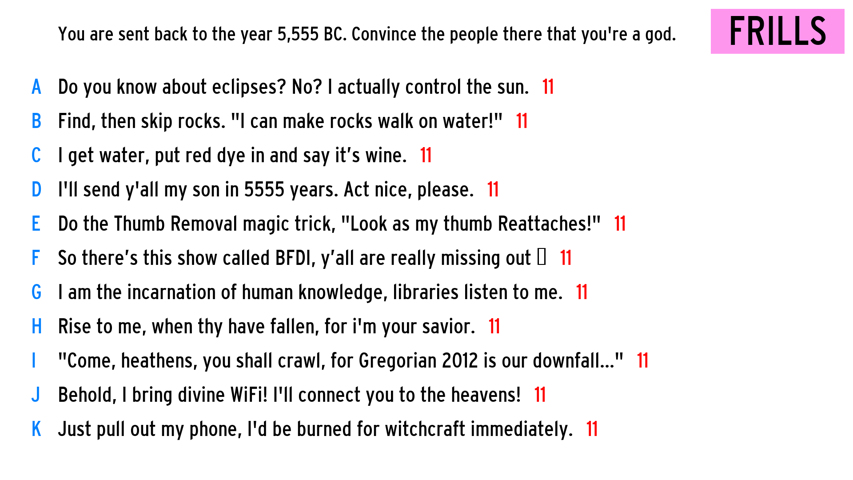 You are sent back to the year 5,555 BC. Convince the people there that you're a god.
FRILLS
A Do you know about eclipses? No? I actually control the sun. 11
B Find, then skip rocks. "I can make rocks walk on water!" 11
C I get water, put red dye in and say it’s wine. 11
D I'll send y'all my son in 5555 years. Act nice, please. 11
E Do the Thumb Removal magic trick, "Look as my thumb Reattaches!" 11
F So there’s this show called BFDI, y’all are really missing out 11
G I am the incarnation of human knowledge, libraries listen to me. 11
H Rise to me, when thy have fallen, for i'm your savior. 11
I "Come, heathens, you shall crawl, for Gregorian 2012 is our downfall..." 11
J Behold, I bring divine WiFi! I'll connect you to the heavens! 11
K Just pull out my phone, I'd be burned for witchcraft immediately. 11